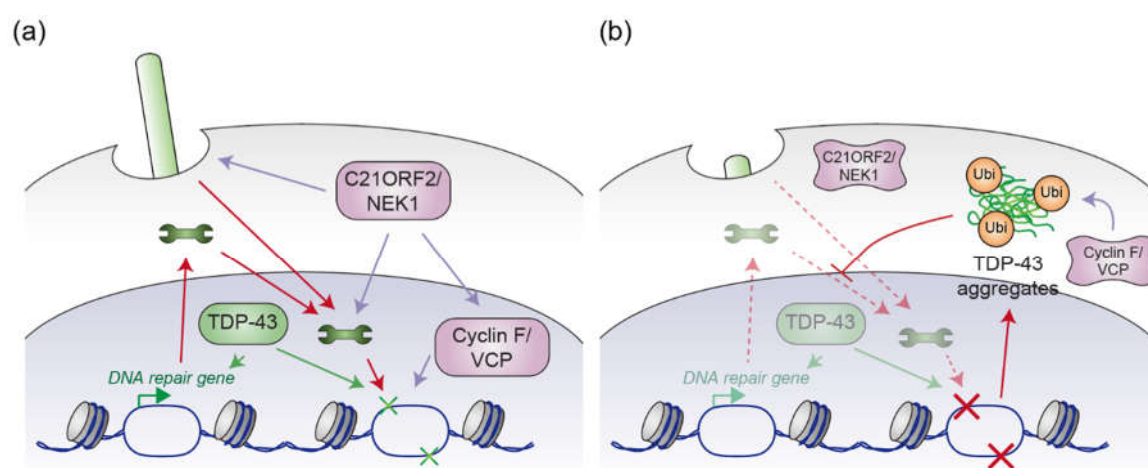 (a)
C21ORF2/
NEK1
TDP-43
Cyclin F/
VCP
DNA repair gene
(b)
C21ORF2/
NEK1
Ubi
Ubi
Ubi
Cyclin F/
VCP
TDP-43
aggregates
TDP-43
DNA repair gene